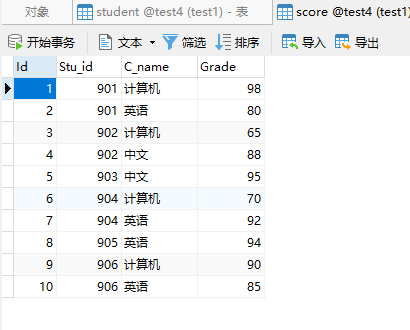 对象 student @test4 (test1) - 表 score @test4 (test1)
开始事务 文本 筛选 排序 导入 导出
Id Stu_id C_name Grade
1 901 计算机 98
2 901 英语 80
3 902 计算机 65
4 902 中文 88
5 903 中文 95
6 904 计算机 70
7 904 英语 92
8 905 英语 94
9 906 计算机 90
10 906 英语 85